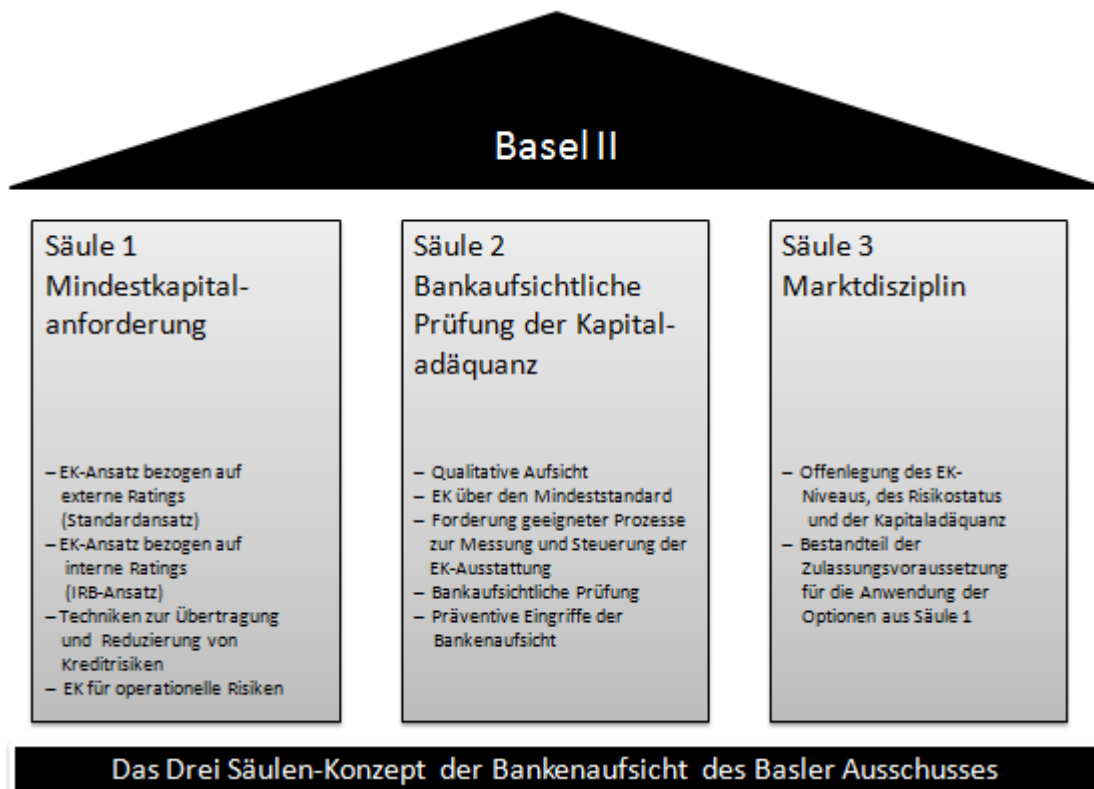 Basel II
Säule 1
Mindestkapital-
anforderung
– EK-Ansatz bezogen auf
externe Ratings
(Standardansatz)
– EK-Ansatz bezogen auf
interne Ratings
(IRB-Ansatz)
– Techniken zur Übertragung
und Reduzierung von
Kreditrisiken
– EK für operationelle Risiken
Säule 2
Bankaufsichtliche
Prüfung der Kapital-
adäquanz
– Qualitative Aufsicht
– EK über den Mindeststandard
– Forderung geeigneter Prozesse
zur Messung und Steuerung der
EK-Ausstattung
– Bankaufsichtliche Prüfung
– Präventive Eingriffe der
Bankenaufsicht
Säule 3
Marktdisziplin
– Offenlegung des EK-
Niveaus, des Risikostatus
und der Kapitaladäquanz
– Bestandteil der
Zulassungsvoraussetzung
für die Anwendung der
Optionen aus Säule 1
Das Drei Säulen-Konzept der Bankenaufsicht des Basler Ausschusses